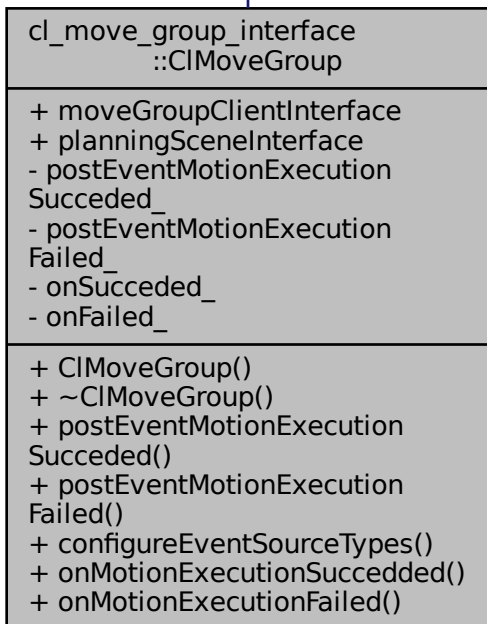 cl_move_group_interface
::ClMoveGroup
+ moveGroupClientInterface
+ planningSceneInterface
- postEventMotionExecution
Succeded_
- postEventMotionExecution
Failed_
- onSucceded_
- onFailed_
+ ClMoveGroup()
+ ~ClMoveGroup()
+ postEventMotionExecution
Succeded()
+ postEventMotionExecution
Failed()
+ configureEventSourceTypes()
+ onMotionExecutionSuccedded()
+ onMotionExecutionFailed()